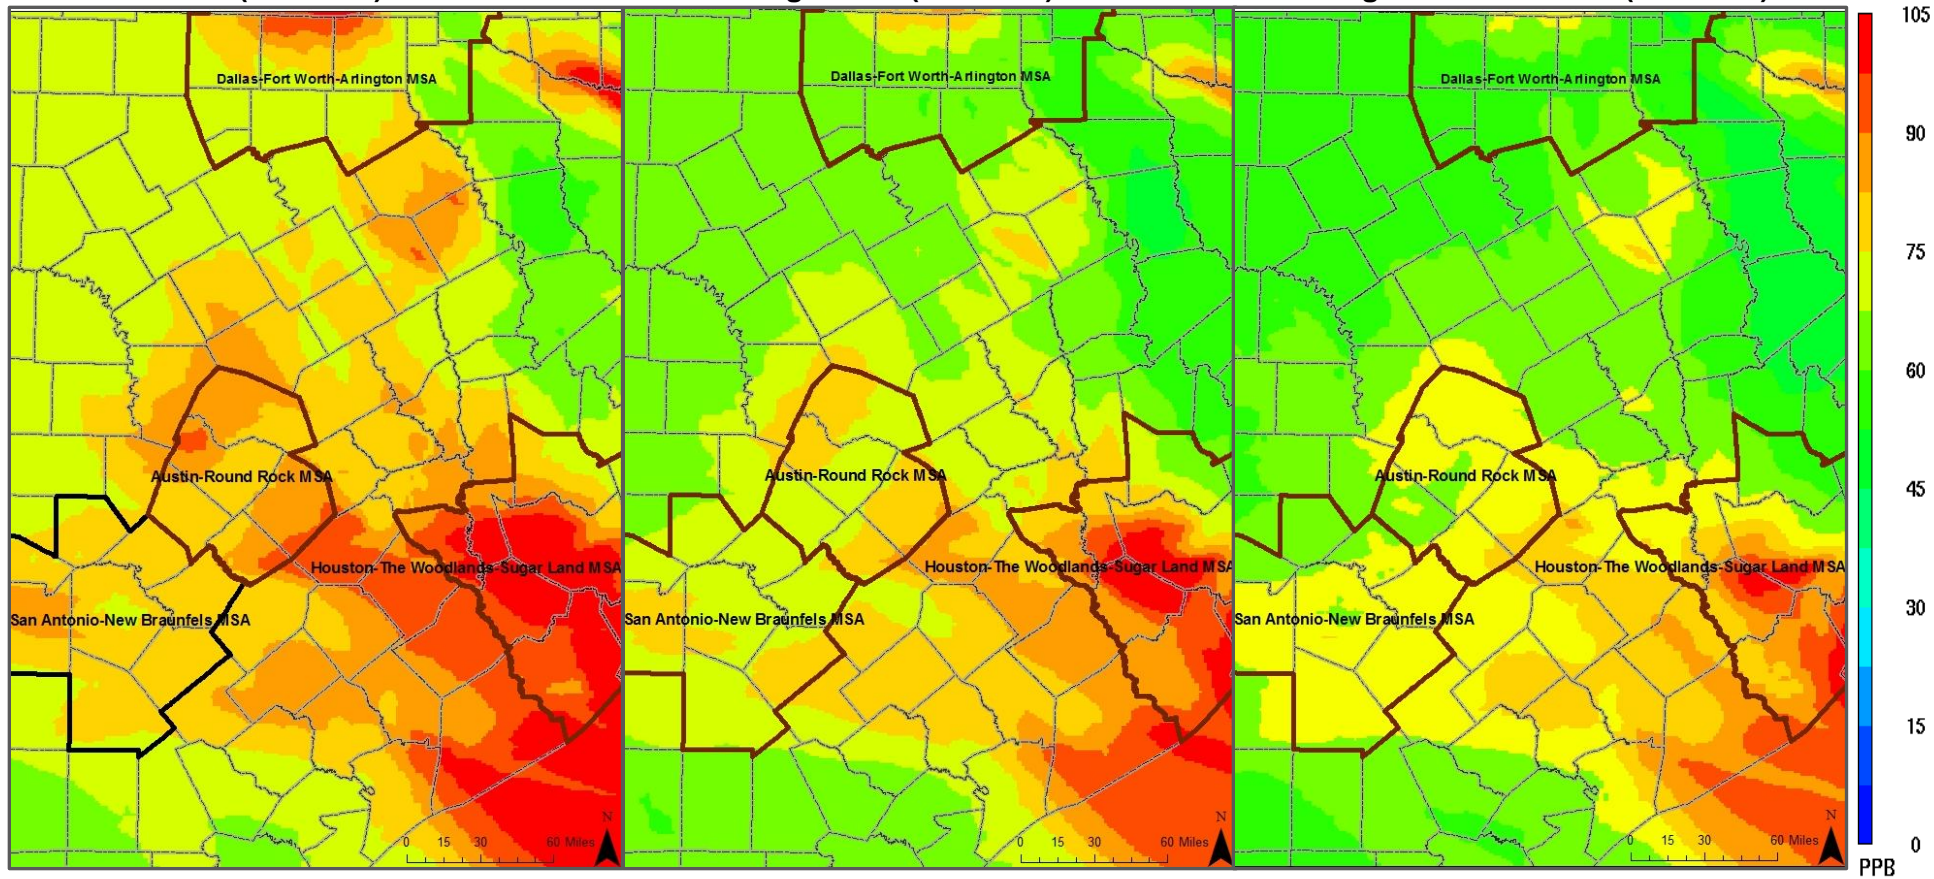 Dallas-Fort Worth-Arlington MSA
Austin-Round Rock MSA
Houston-The Woodlands-Sugar Land MSA
San Antonio-New Braunfels MSA
N
0 15 30 60 Miles
Dallas-Fort Worth-Arlington MSA
Austin-Round Rock MSA
Houston-The Woodlands-Sugar Land MSA
San Antonio-New Braunfels MSA
N
0 15 30 60 Miles
Dallas-Fort Worth-Arlington MSA
Austin-Round Rock MSA
Houston-The Woodlands-Sugar Land MSA
San Antonio-New Braunfels MSA
N
0 15 30 60 Miles
105
90
75
60
45
30
15
0
PPB